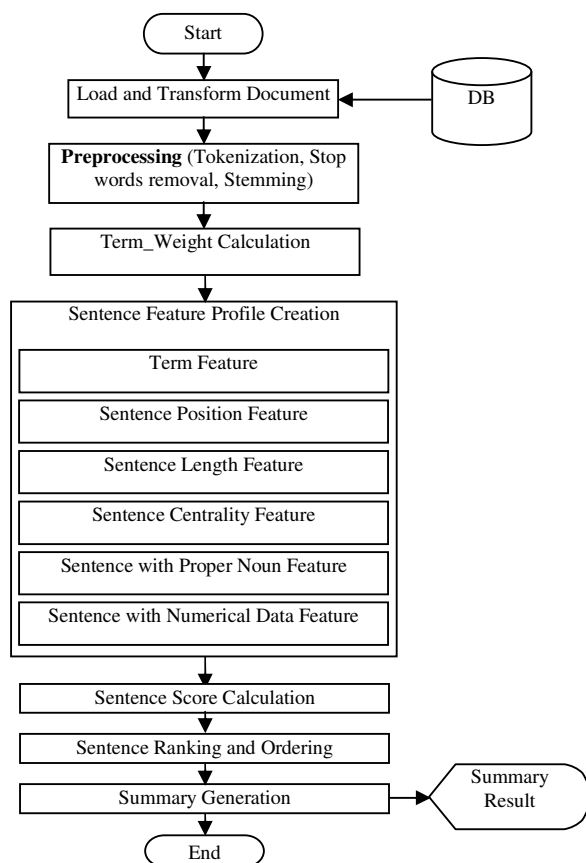 Start
Load and Transform Document
DB
Preprocessing (Tokenization, Stop
words removal, Stemming)
Term_Weight Calculation
Sentence Feature Profile Creation
Term Feature
Sentence Position Feature
Sentence Length Feature
Sentence Centrality Feature
Sentence with Proper Noun Feature
Sentence with Numerical Data Feature
Sentence Score Calculation
Sentence Ranking and Ordering
Summary Generation
Summary
Result
End